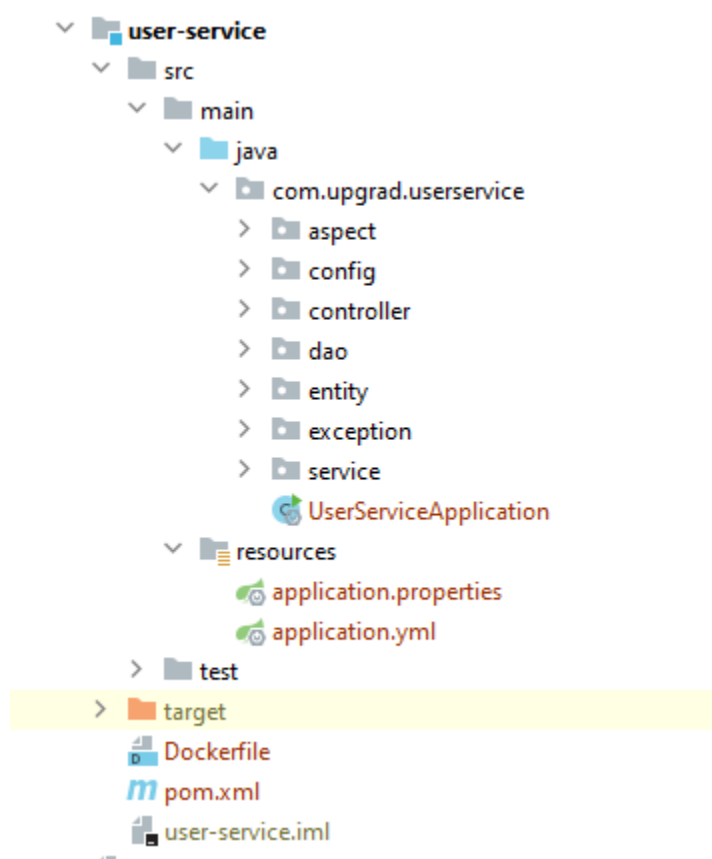 user-service
src
main
java
com.upgrad.userservice
aspect
config
controller
dao
entity
exception
service
C UserServiceApplication
resources
application.properties
application.yml
test
target
D Dockerfile
m pom.xml
user-service.iml